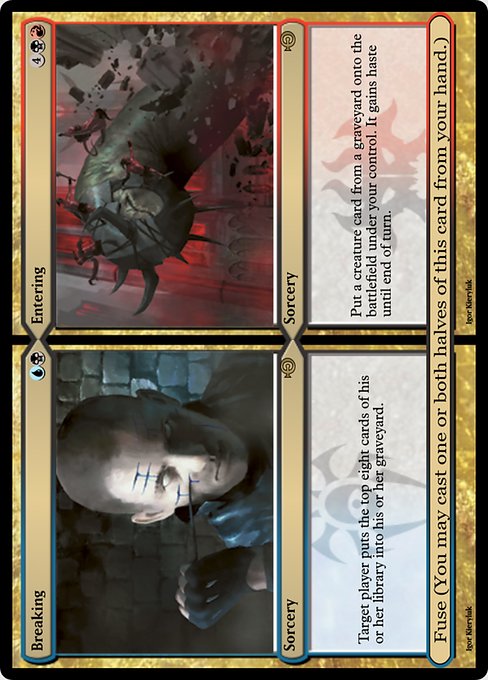 Breaking
Sorcery
Target player puts the top eight cards of his
or her library into his or her graveyard.
Igor Kieryluk
Entering
4
Sorcery
Put a creature card from a graveyard onto the
battlefield under your control. It gains haste
until end of turn.
Igor Kieryluk
Fuse (You may cast one or both halves of this card from your hand.)